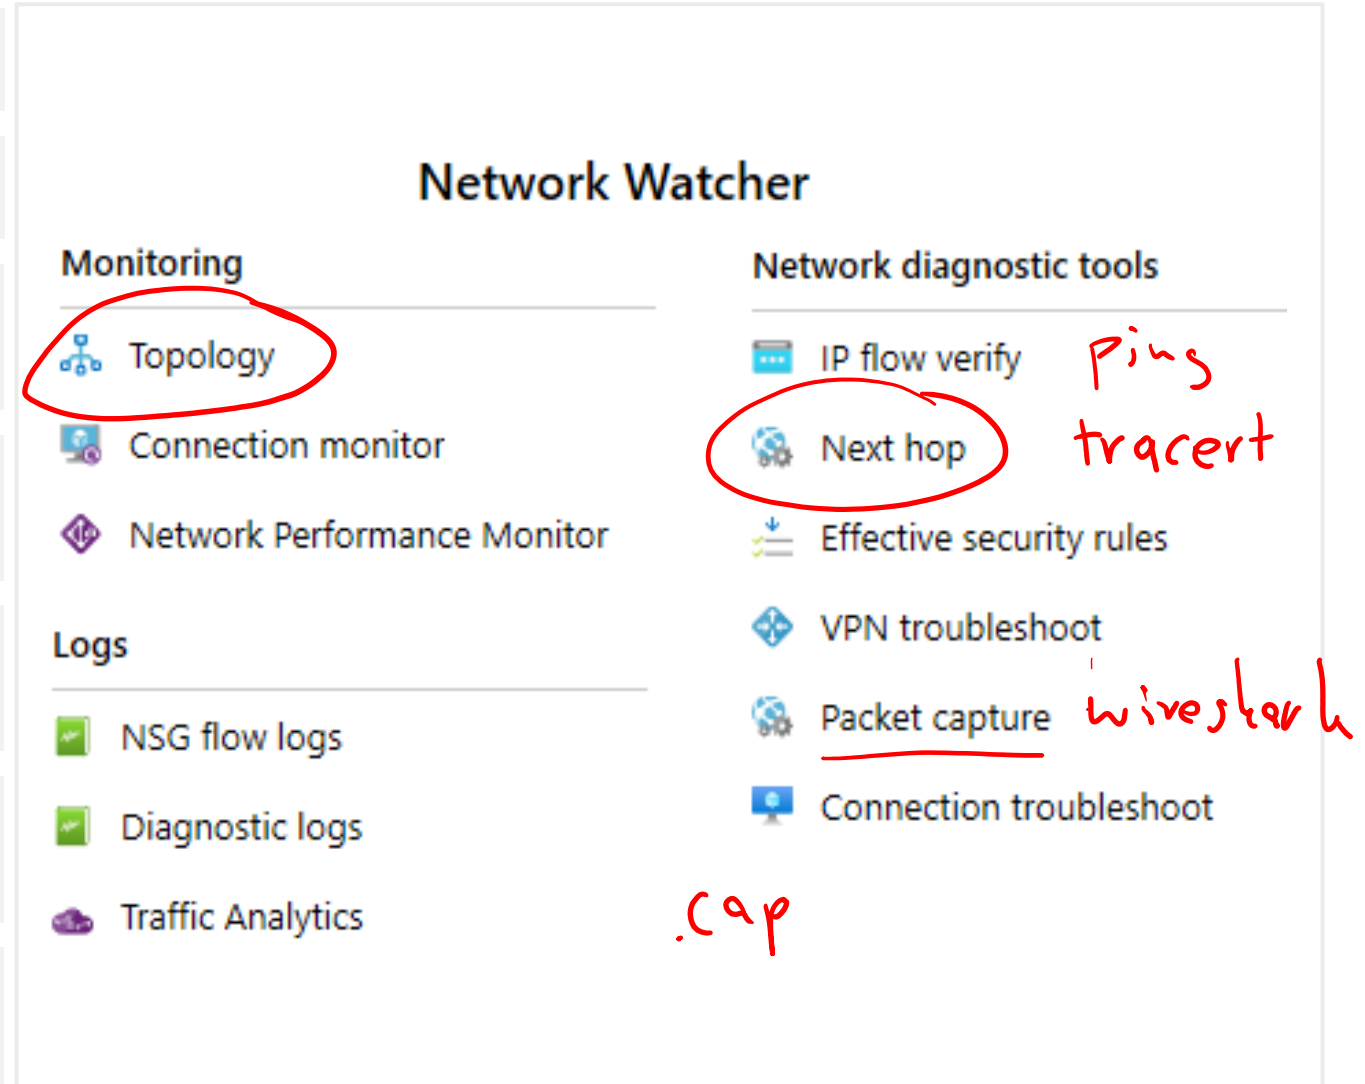 Network Watcher
Monitoring
Topology
Connection monitor
Network Performance Monitor
Logs
NSG flow logs
Diagnostic logs
Traffic Analytics
Network diagnostic tools
IP flow verify ping
Next hop tracert
Effective security rules
VPN troubleshoot
Packet capture wireshark
Connection troubleshoot
.cap